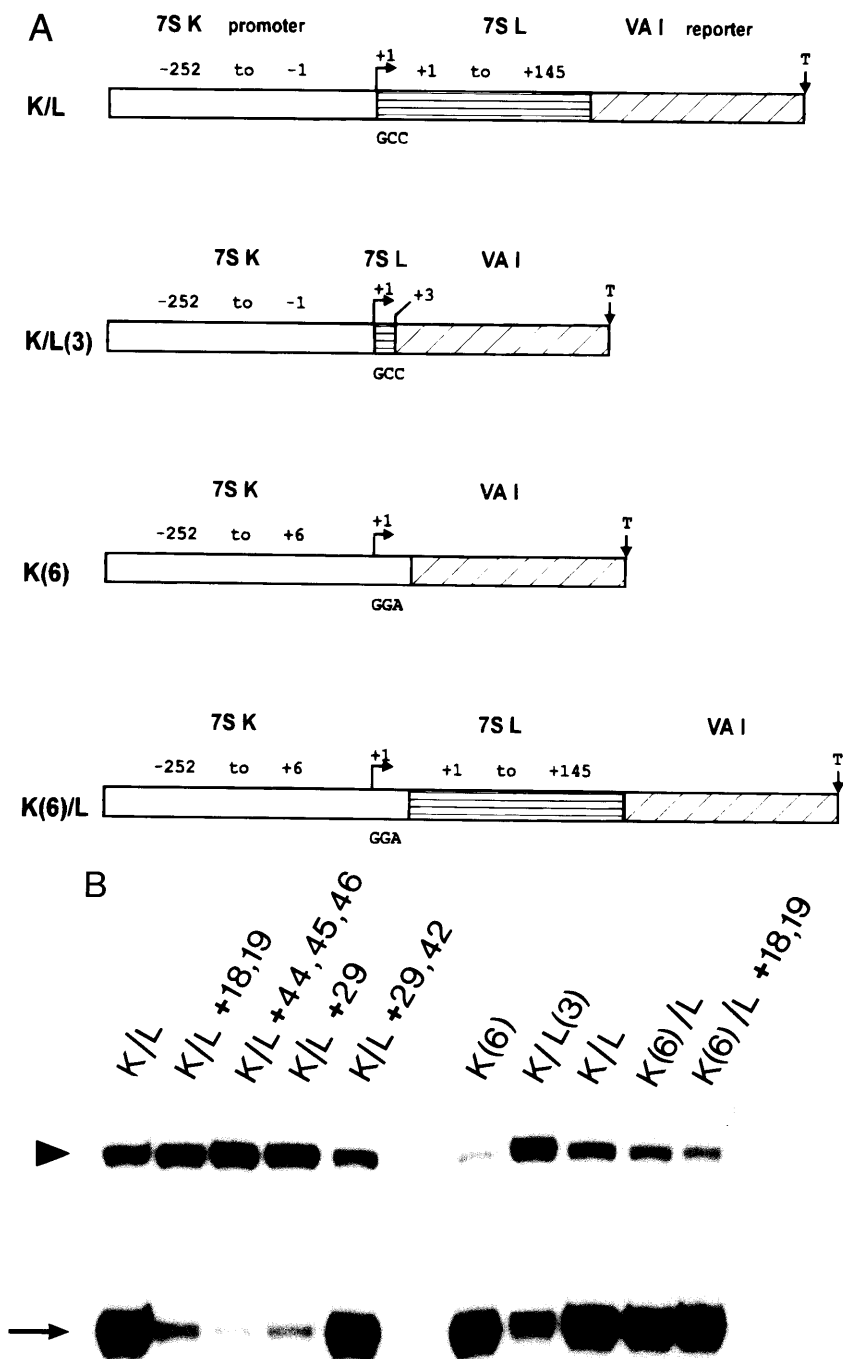 A
7S K promoter 7S L VA I reporter
-252 to -1 +1 +1 to +145 T
K/L
GCC
7S K 7S L VA I
-252 to -1 +1 +3 T
K/L(3)
GCC
7S K VA I
-252 to +6 +1 T
K(6)
GGA
7S K 7S L VA I
-252 to +6 +1 +1 to +145 T
K(6)/L
GGA
B
K/L
K/L +18,19
K/L +44,45,46
K/L +29
K/L +29,42
K(6)
K/L(3)
K/L
K(6)/L
K(6)/L +18,19